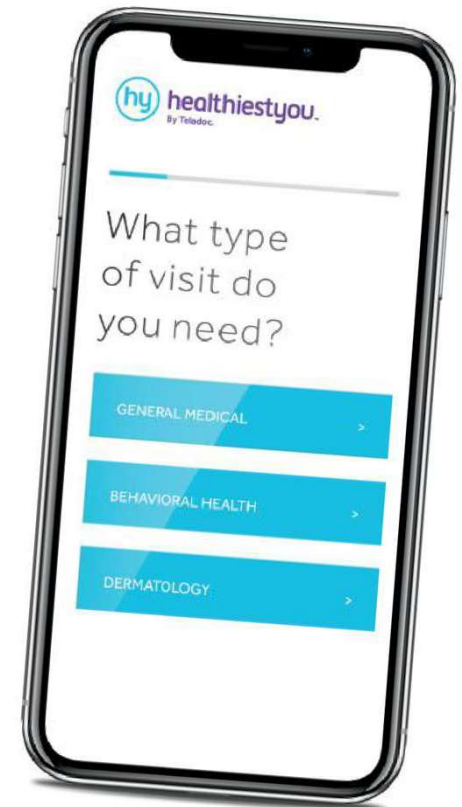 hy healthiestyou.
By Teladoc.
What type
of visit do
you need?
GENERAL MEDICAL >
BEHAVIORAL HEALTH >
DERMATOLOGY >